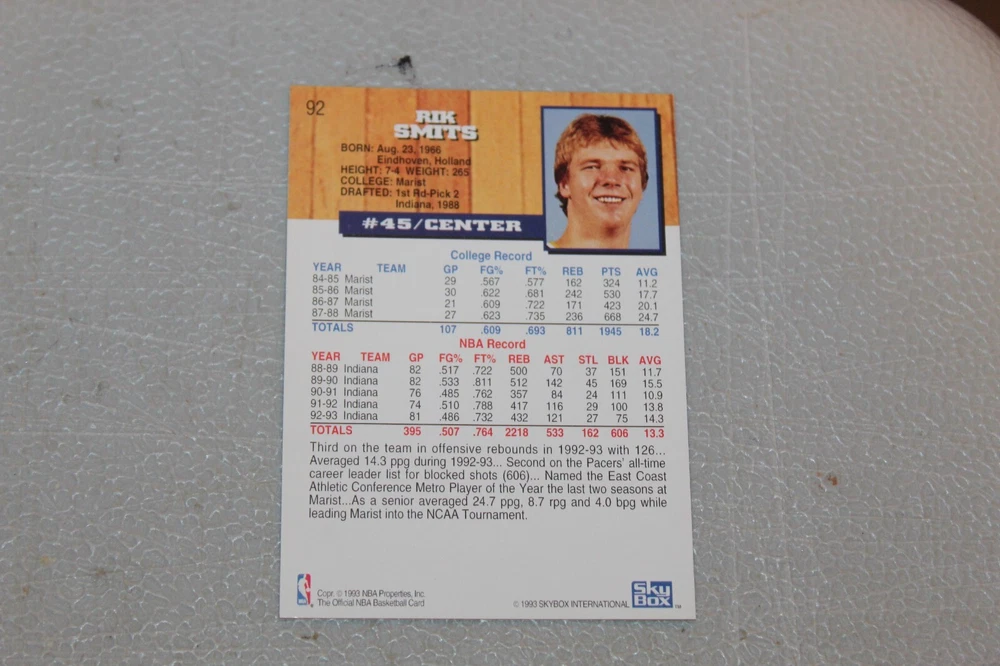 92
RIK
SMITS
BORN: Aug. 23, 1966
Eindhoven, Holland
HEIGHT: 7-4 WEIGHT: 265
COLLEGE: Marist
DRAFTED: 1st Rd-Pick 2
Indiana, 1988
#45/CENTER
College Record
YEAR TEAM GP FG% FT% REB PTS AVG
84-85 Marist 29 .567 .577 162 324 11.2
85-86 Marist 30 .622 .681 242 530 17.7
86-87 Marist 21 .609 .722 171 423 20.1
87-88 Marist 27 .623 .735 236 668 24.7
TOTALS 107 .609 .693 811 1945 18.2
NBA Record
YEAR TEAM GP FG% FT% REB AST STL BLK AVG
88-89 Indiana 82 .517 .722 500 70 37 151 11.7
89-90 Indiana 82 .533 .811 512 142 45 169 15.5
90-91 Indiana 76 .485 .762 357 84 24 111 10.9
91-92 Indiana 74 .510 .788 417 116 29 100 13.8
92-93 Indiana 81 .486 .732 432 121 27 75 14.3
TOTALS 395 .507 .764 2218 533 162 606 13.3
Third on the team in offensive rebounds in 1992-93 with 126...
Averaged 14.3 ppg during 1992-93... Second on the Pacers' all-time
career leader list for blocked shots (606)... Named the East Coast
Athletic Conference Metro Player of the Year the last two seasons at
Marist...As a senior averaged 24.7 ppg, 8.7 rpg and 4.0 bpg while
leading Marist into the NCAA Tournament.
NBA
Copr. © 1993 NBA Properties, Inc.
The Official NBA Basketball Card
© 1993 SKYBOX INTERNATIONAL
Sky
Box
TM